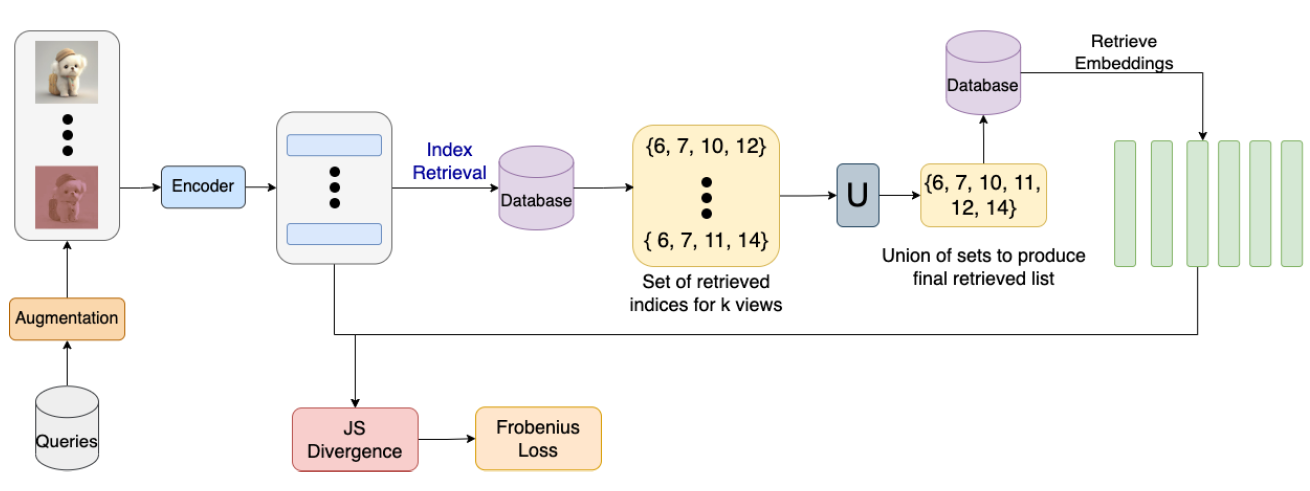 Queries
Augmentation
Encoder
Index
Retrieval
Database
{6, 7, 10, 12}
{ 6, 7, 11, 14}
Set of retrieved
indices for k views
U
{6, 7, 10, 11,
12, 14}
Union of sets to produce
final retrieved list
Database
Retrieve
Embeddings
JS
Divergence
Frobenius
Loss